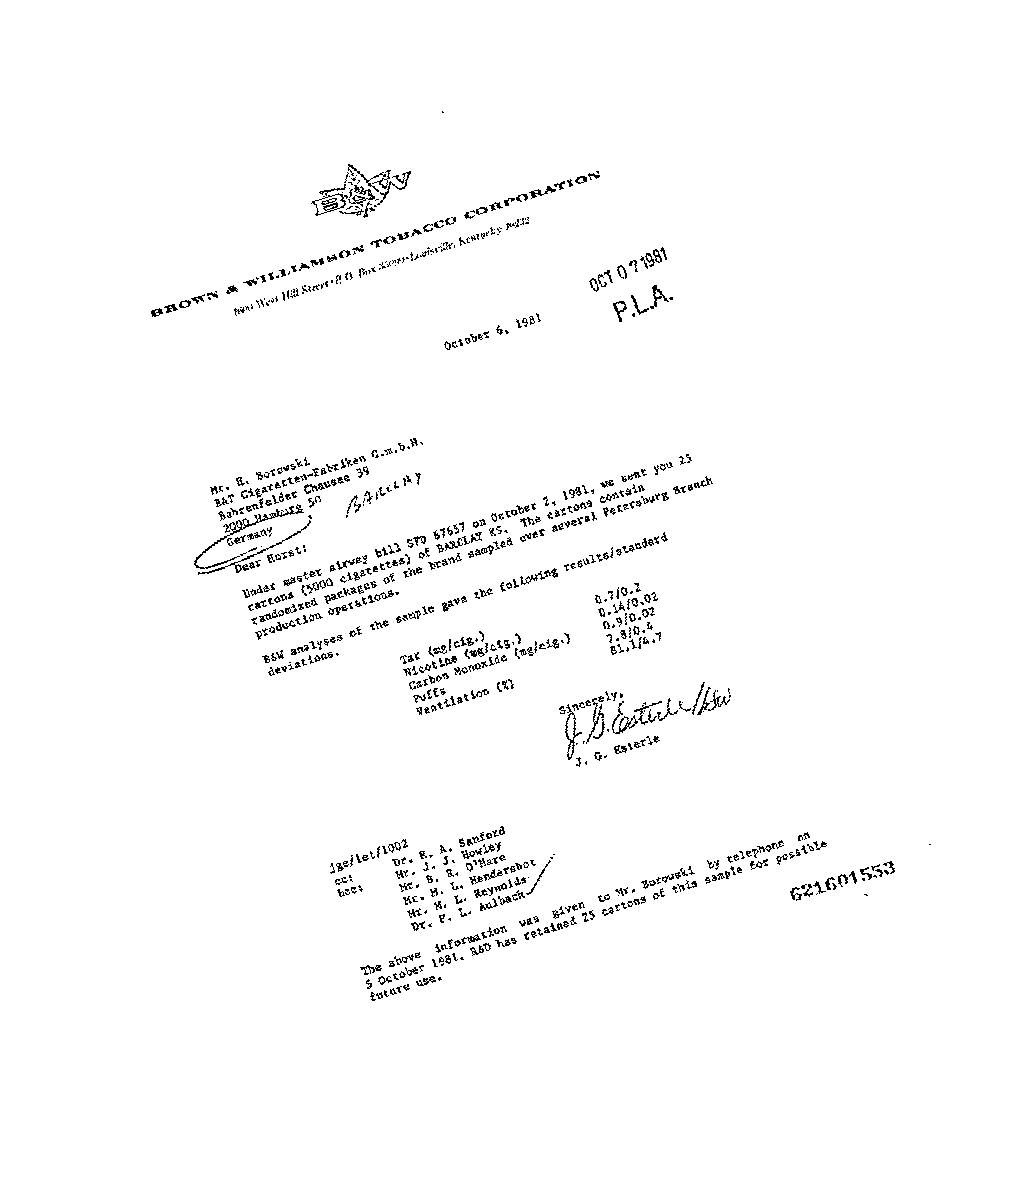 B&W
BROWN & WILLIAMSON TOBACCO CORPORATION
1600 West Hill Street • P.O. Box • Louisville, Kentucky 40232
OCT 07 1981
P.L.A.
October 6, 1981
Mr. H. Borowski
BAT Cigaretten-Fabriken G.m.b.H.
Bahrenfelder Chausee 39
2000 Hamburg 50
Germany
BARCLAY
Dear Horst:
Under master airway bill 57D 67657 on October 2, 1981, we sent you 25
cartons (5000 cigarettes) of BARCLAY KS. The cartons contain
randomized packages of the brand sampled over several Petersburg Branch
production operations.
B&W analyses of the sample gave the following results/standard
deviations.
Tar (mg/cig.) 0.7/0.2
Nicotine (mg/cig.) 0.14/0.02
Carbon Monoxide (mg/cig.) 0.9/0.02
Puffs 7.8/0.4
Ventilation (%) 81.1/4.7
Sincerely,
J. G. Esterle/
J. G. Esterle
jge/let/1002
cc: Dr. R. A. Sanford
bcc: Mr. J. J. Howley
Mr. B. R. O'Hare
Mr. M. L. Hendershot
Mr. M. L. Reynolds
Dr. P. L. Aulbach
The above information was given to Mr. Borowski by telephone on
5 October 1981. R&D has retained 25 cartons of this sample for possible
future use.
621601553